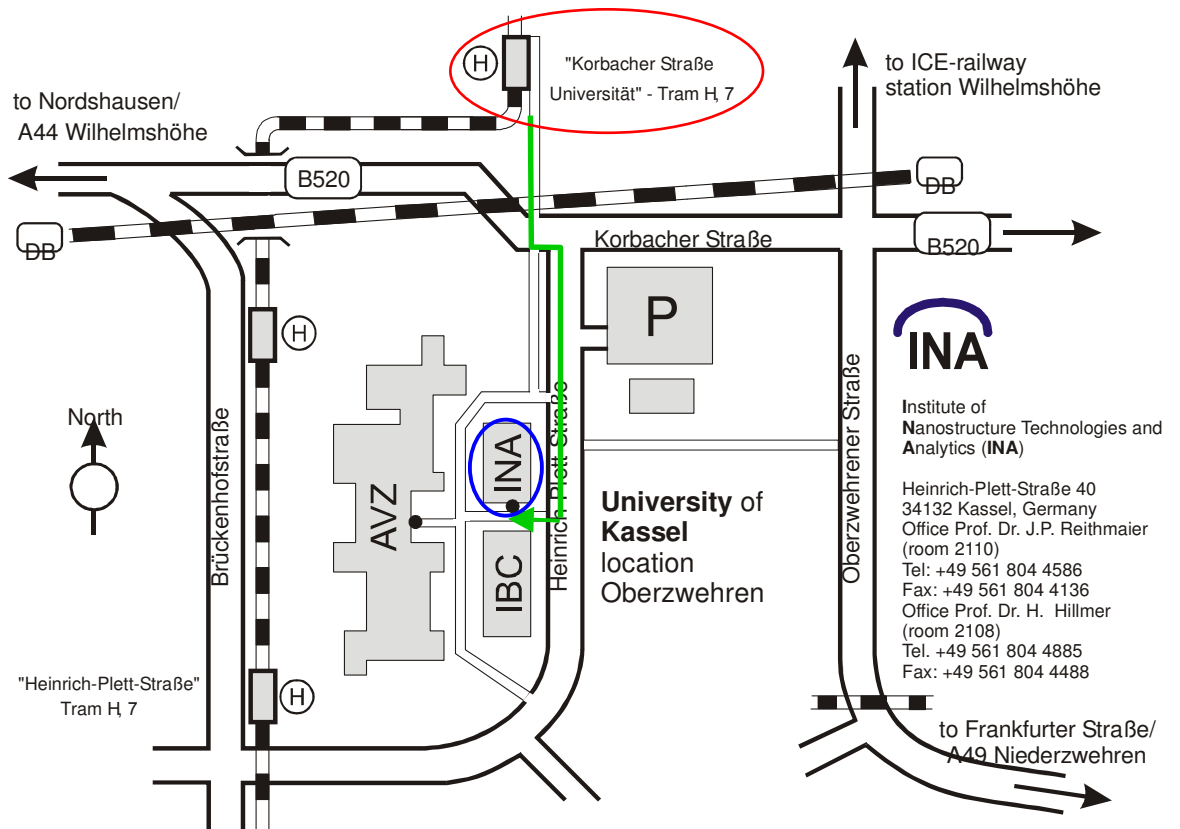 H
"Korbacher Straße
Universität" - Tram H, 7
to ICE-railway
station Wilhelmshöhe
to Nordshausen/
A44 Wilhelmshöhe
B520
DB
DB
Korbacher Straße
B520
P
H
INA
North
Brückenhofstraße
AVZ
INA
IBC
Heinrich-Plett-Straße
Oberzwehrener Straße
University of
Kassel
location
Oberzwehren
Institute of
Nanostructure Technologies and
Analytics (INA)
Heinrich-Plett-Straße 40
34132 Kassel, Germany
Office Prof. Dr. J.P. Reithmaier
(room 2110)
Tel: +49 561 804 4586
Fax: +49 561 804 4136
Office Prof. Dr. H. Hillmer
(room 2108)
Tel. +49 561 804 4885
Fax: +49 561 804 4488
"Heinrich-Plett-Straße"
Tram H, 7
H
to Frankfurter Straße/
A49 Niederzwehren